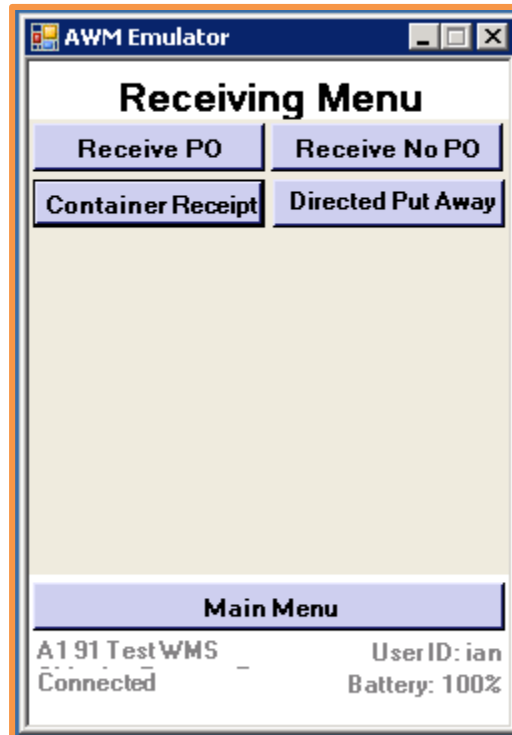 AWM Emulator
Receiving Menu
Receive PO Receive No PO
Container Receipt Directed Put Away
Main Menu
A1 91 Test WMS User ID: ian
Connected Battery: 100%